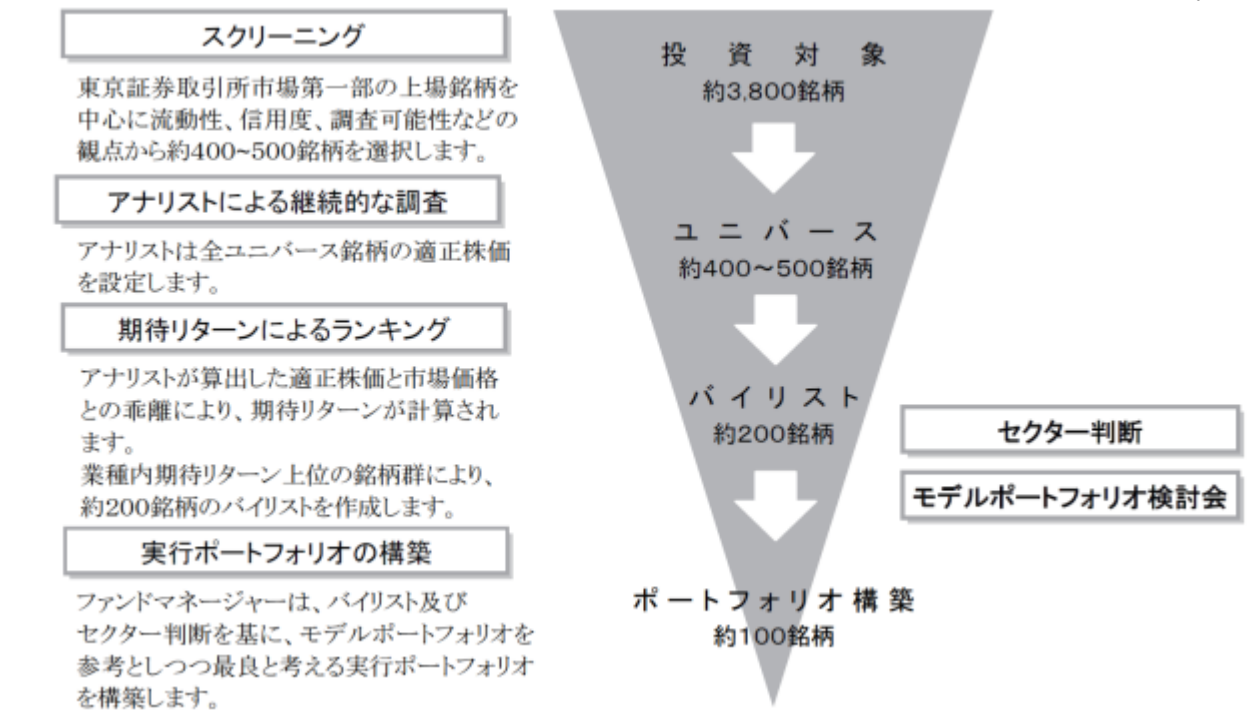 スクリーニング
東京証券取引所市場第一部の上場銘柄を
中心に流動性、信用度、調査可能性などの
観点から約400~500銘柄を選択します。
アナリストによる継続的な調査
アナリストは全ユニバース銘柄の適正株価
を設定します。
期待リターンによるランキング
アナリストが算出した適正株価と市場価格
との乖離により、期待リターンが計算され
ます。
業種内期待リターン上位の銘柄群により、
約200銘柄のバイリストを作成します。
実行ポートフォリオの構築
ファンドマネージャーは、バイリスト及び
セクター判断を基に、モデルポートフォリオを
参考としつつ最良と考える実行ポートフォリオ
を構築します。
投資対象
約3,800銘柄
ユニバース
約400～500銘柄
バイリスト
約200銘柄
ポートフォリオ構築
約100銘柄
セクター判断
モデルポートフォリオ検討会